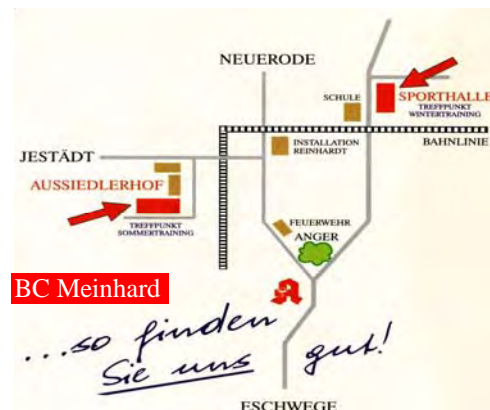 NEUERODE
SCHULE
SPORTHALLE
TREFFPUNKT
WINTERTRAINING
BAHNLINIE
INSTALLATION
REINHARDT
JESTÄDT
AUSSIEDLERHOF
TREFFPUNKT
SOMMERTRAINING
FEUERWEHR
ANGER
BC Meinhard
...so finden
Sie uns gut!
ESCHWEGE